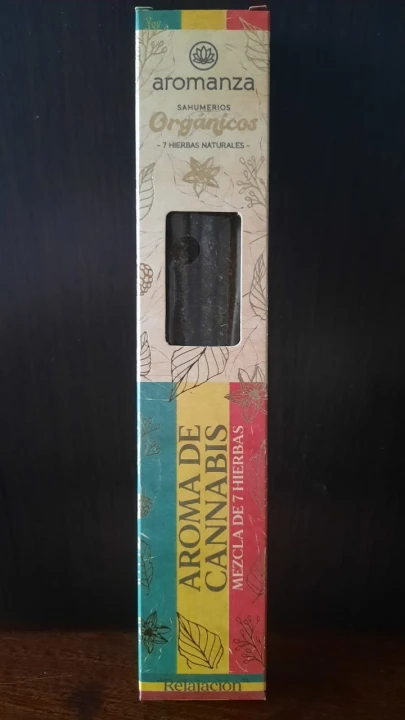 aromanza
SAHUMERIOS
Orgánicos
- 7 HIERBAS NATURALES -
AROMA DE
CANNABIS
MEZCLA DE 7 HIERBAS
Relajación